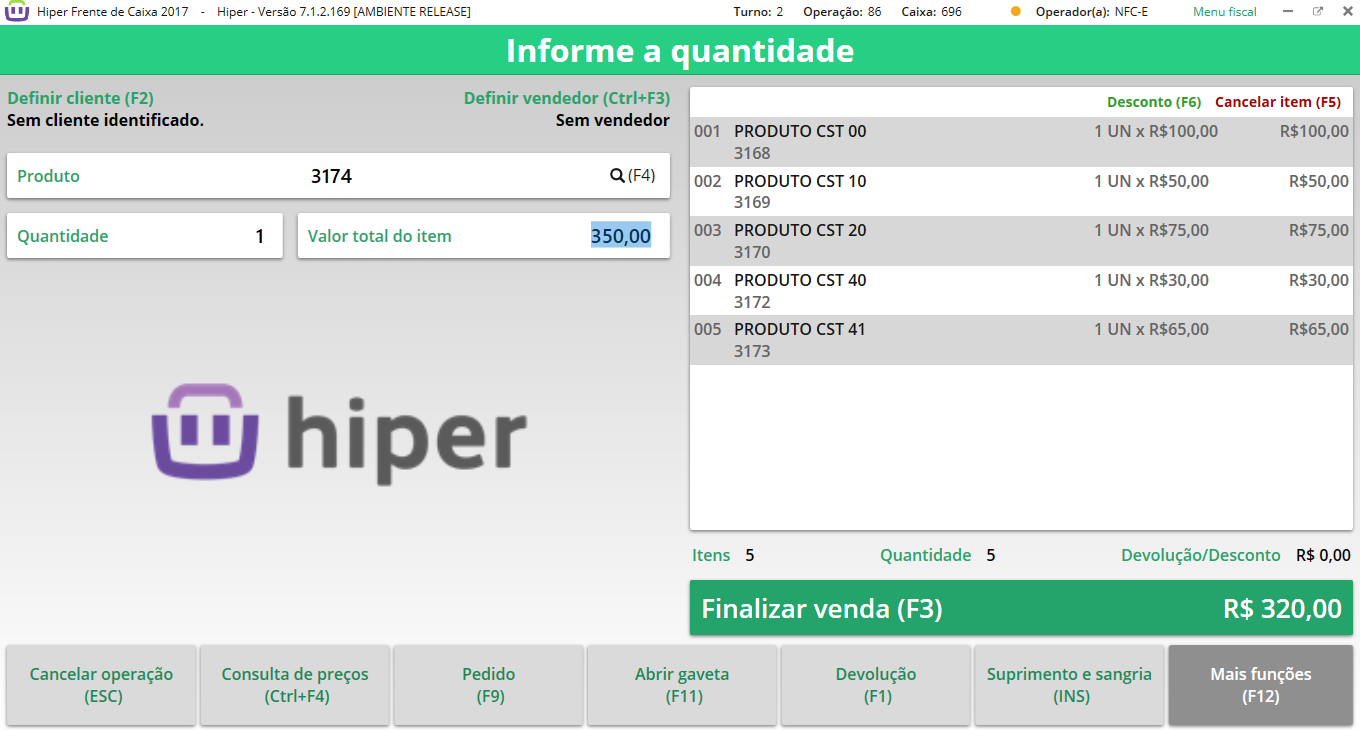 Hiper Frente de Caixa 2017 - Hiper - Versão 7.1.2.169 [AMBIENTE RELEASE] Turno: 2 Operação: 86 Caixa: 696 Operador(a): NFC-E Menu fiscal
Informe a quantidade
Definir cliente (F2) Definir vendedor (Ctrl+F3)
Sem cliente identificado. Sem vendedor
Produto 3174 (F4)
Quantidade 1 Valor total do item 350,00
hiper
Desconto (F6) Cancelar item (F5)
001 PRODUTO CST 00 1 UN x R$100,00 R$100,00
3168
002 PRODUTO CST 10 1 UN x R$50,00 R$50,00
3169
003 PRODUTO CST 20 1 UN x R$75,00 R$75,00
3170
004 PRODUTO CST 40 1 UN x R$30,00 R$30,00
3172
005 PRODUTO CST 41 1 UN x R$65,00 R$65,00
3173
Itens 5 Quantidade 5 Devolução/Desconto R$ 0,00
Finalizar venda (F3) R$ 320,00
Cancelar operação
(ESC)
Consulta de preços
(Ctrl+F4)
Pedido
(F9)
Abrir gaveta
(F11)
Devolução
(F1)
Suprimento e sangria
(INS)
Mais funções
(F12)